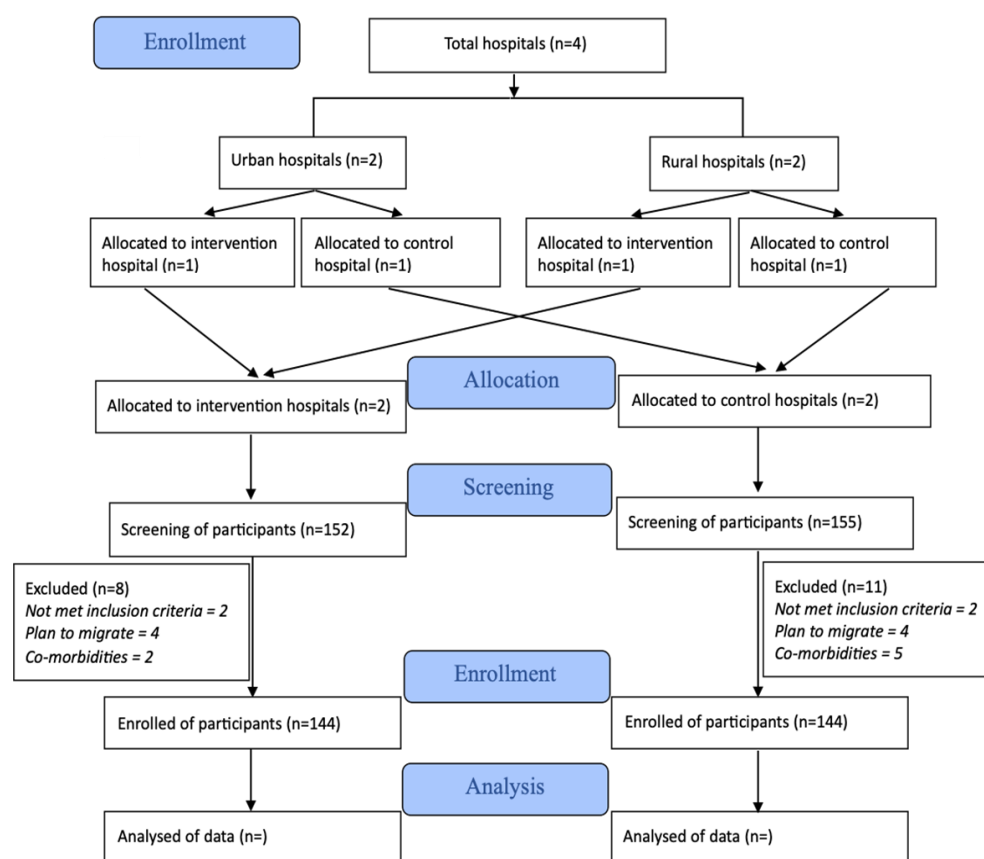 Enrollment
Total hospitals (n=4)
Urban hospitals (n=2)
Rural hospitals (n=2)
Allocated to intervention
hospital (n=1)
Allocated to control
hospital (n=1)
Allocated to intervention
hospital (n=1)
Allocated to control
hospital (n=1)
Allocation
Allocated to intervention hospitals (n=2)
Allocated to control hospitals (n=2)
Screening
Screening of participants (n=152)
Screening of participants (n=155)
Excluded (n=8)
Not met inclusion criteria = 2
Plan to migrate = 4
Co-morbidities = 2
Excluded (n=11)
Not met inclusion criteria = 2
Plan to migrate = 4
Co-morbidities = 5
Enrollment
Enrolled of participants (n=144)
Enrolled of participants (n=144)
Analysis
Analysed of data (n=)
Analysed of data (n=)